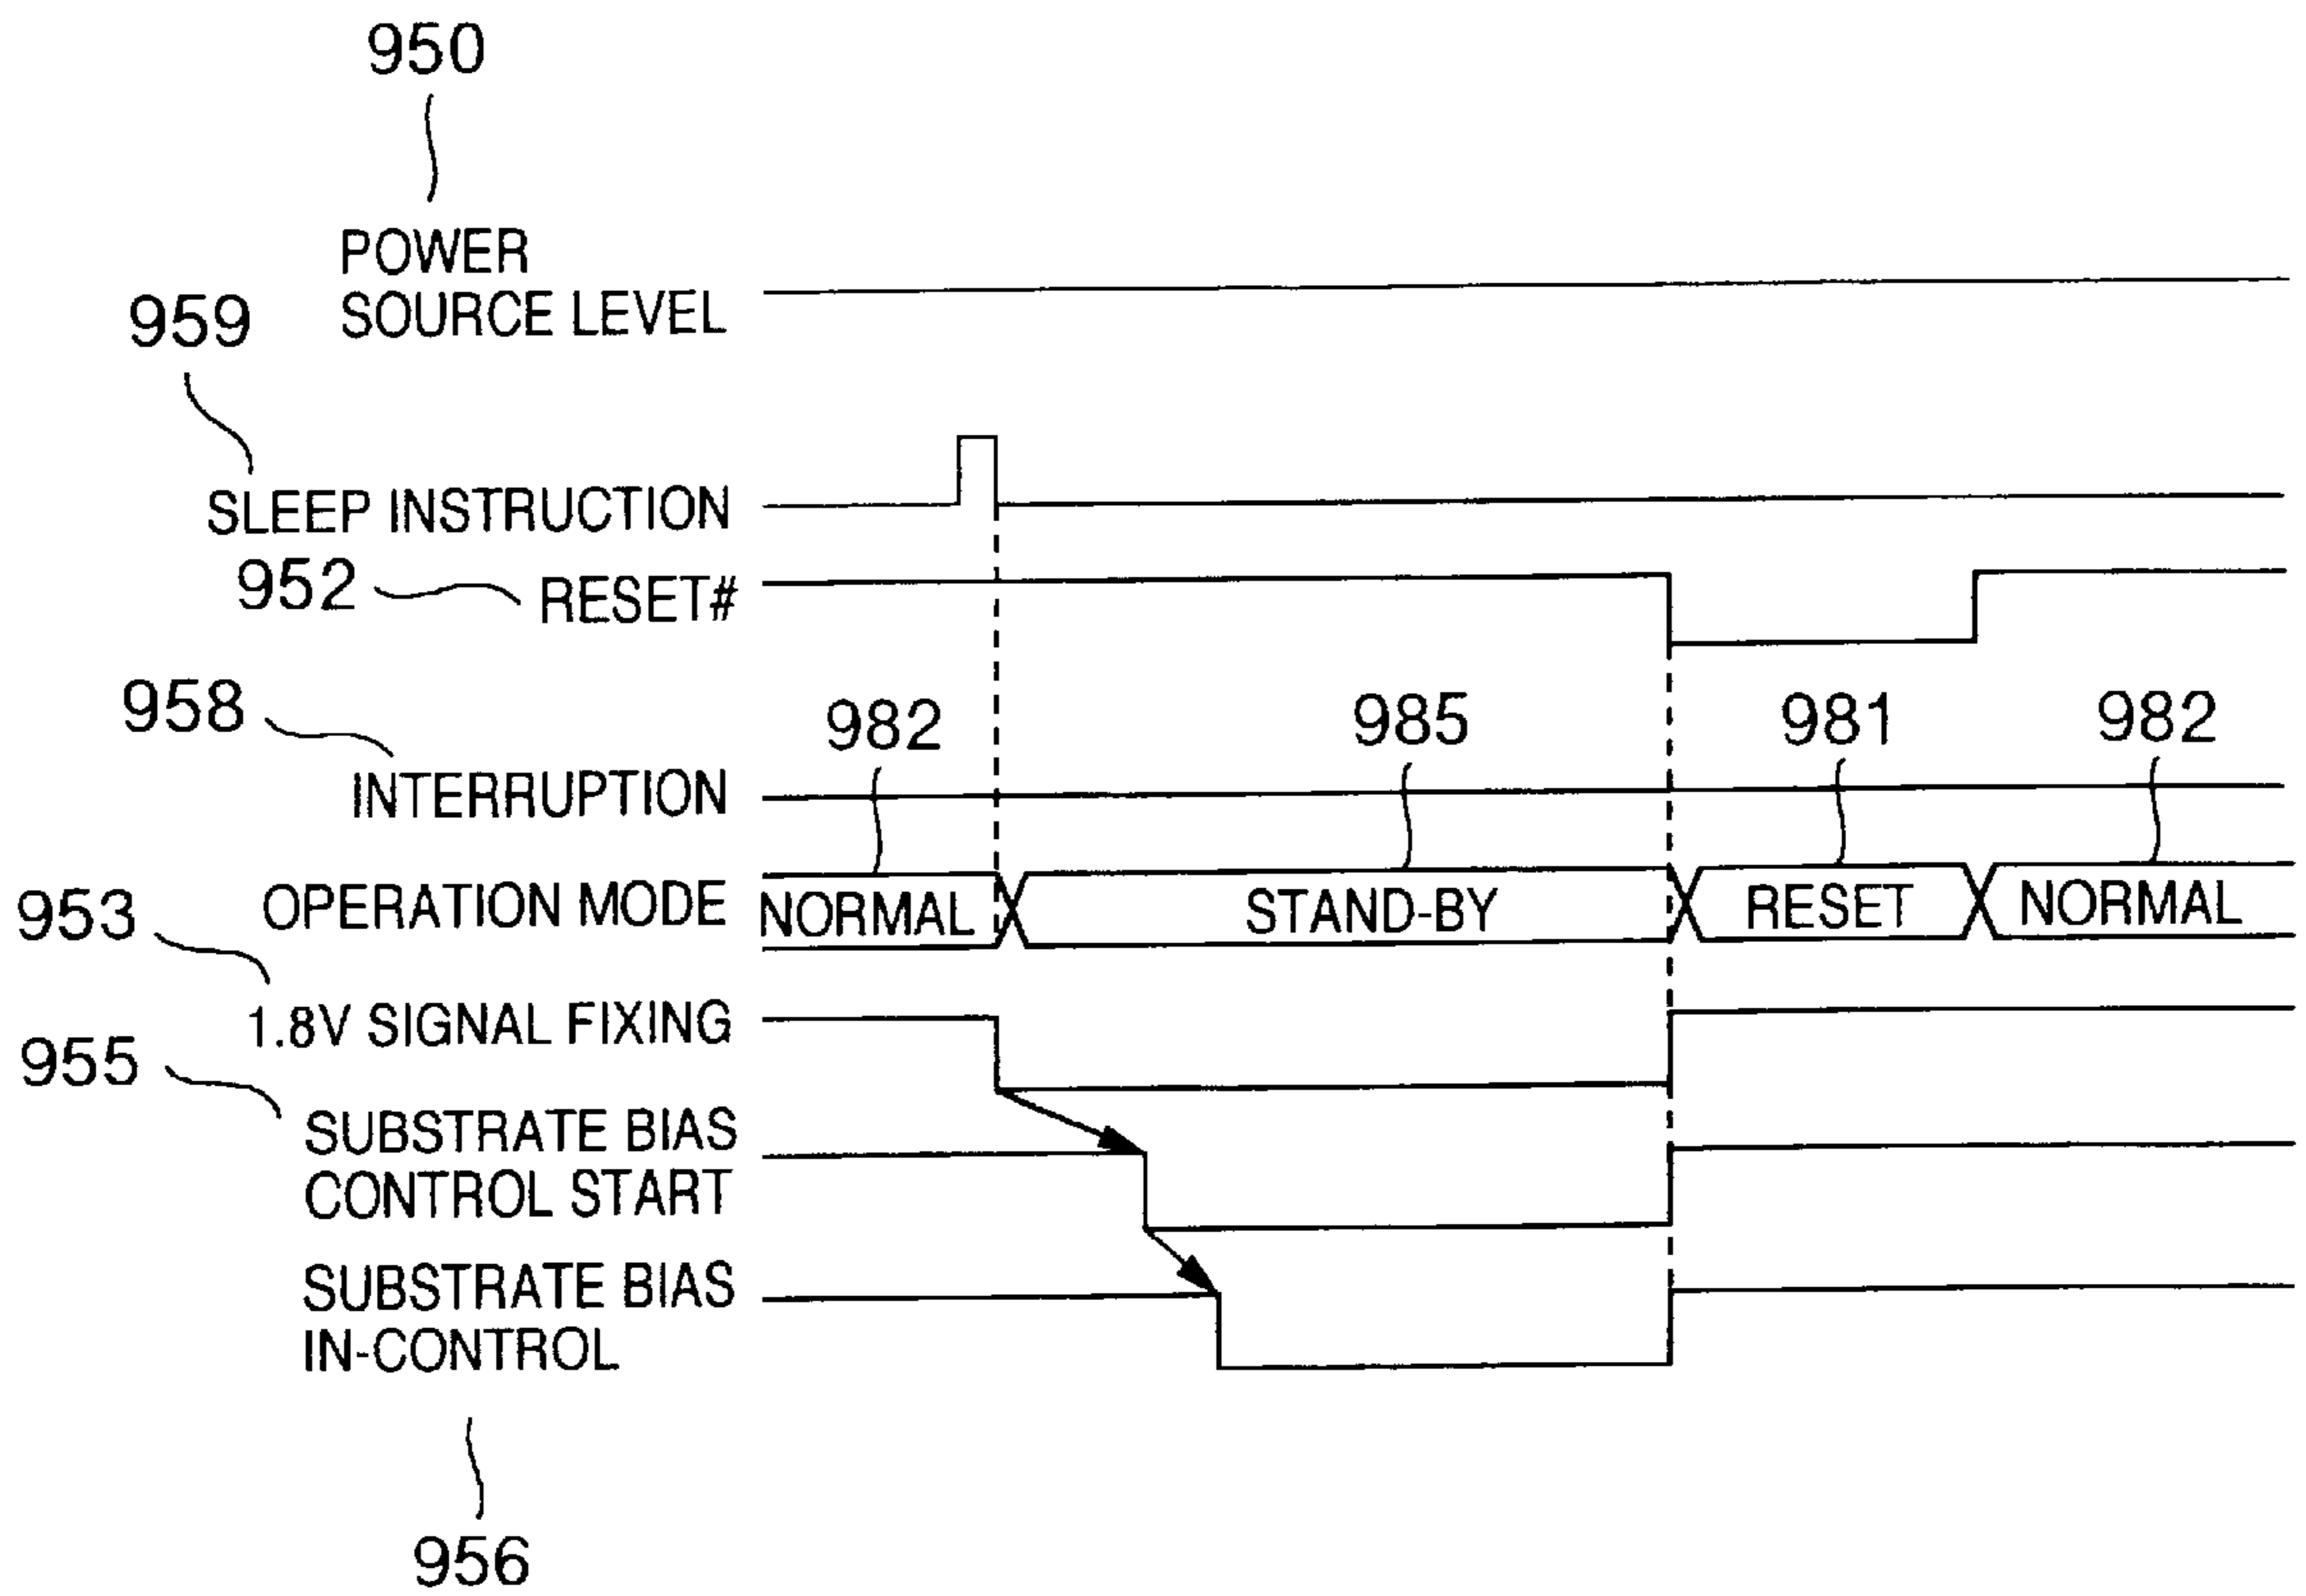 950
POWER
SOURCE LEVEL
959
SLEEP INSTRUCTION
952
RESET#
958
INTERRUPTION
982
985
981
982
953
OPERATION MODE
NORMAL
STAND-BY
RESET
NORMAL
1.8V SIGNAL FIXING
955
SUBSTRATE BIAS
CONTROL START
SUBSTRATE BIAS
IN-CONTROL
956